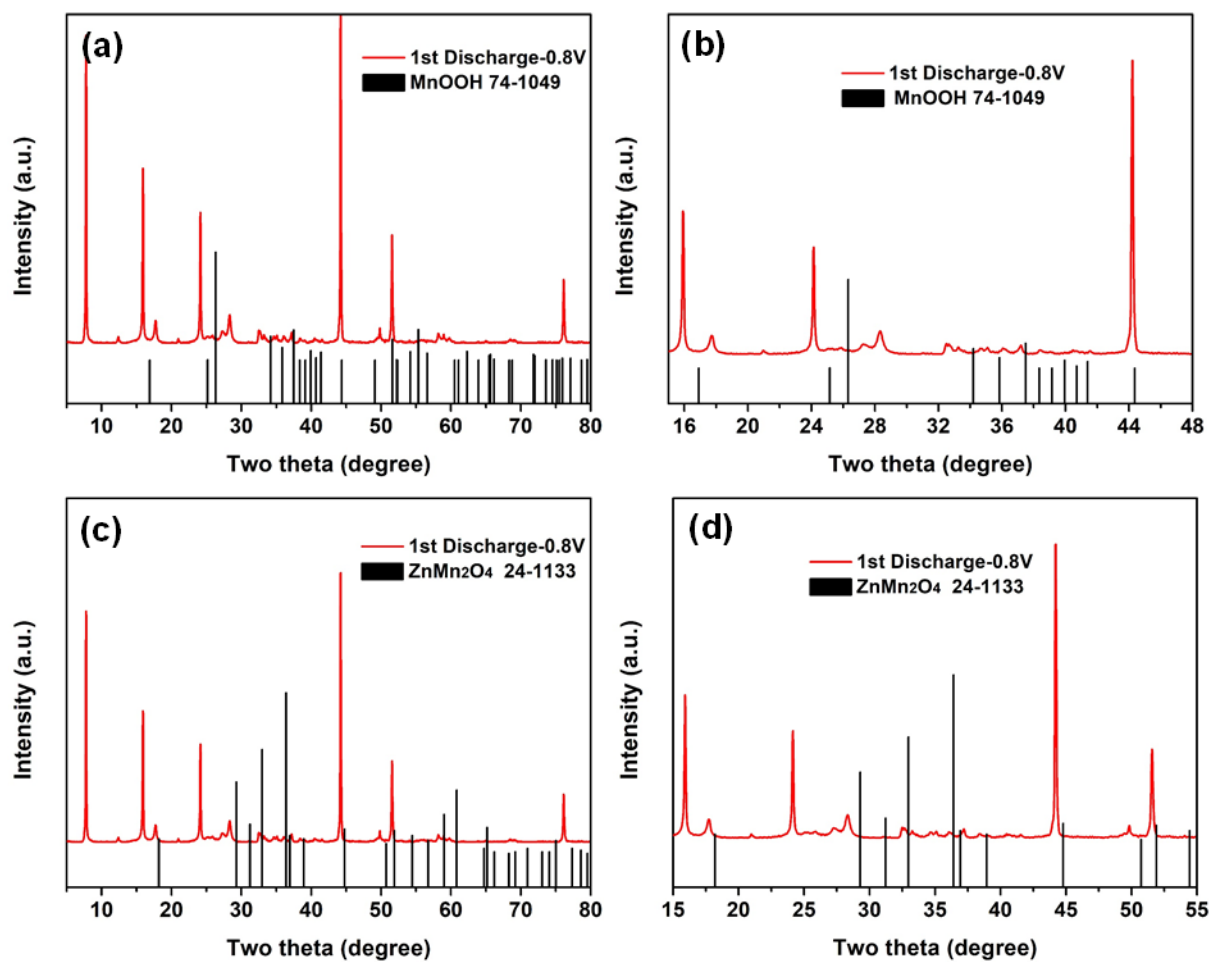 (a)
1st Discharge-0.8V
MnOOH 74-1049
Intensity (a.u.)
10 20 30 40 50 60 70 80
Two theta (degree)
(b)
1st Discharge-0.8V
MnOOH 74-1049
Intensity (a.u.)
16 20 24 28 32 36 40 44 48
Two theta (degree)
(c)
1st Discharge-0.8V
ZnMn2O4 24-1133
Intensity (a.u.)
10 20 30 40 50 60 70 80
Two theta (degree)
(d)
1st Discharge-0.8V
ZnMn2O4 24-1133
Intensity (a.u.)
15 20 25 30 35 40 45 50 55
Two theta (degree)